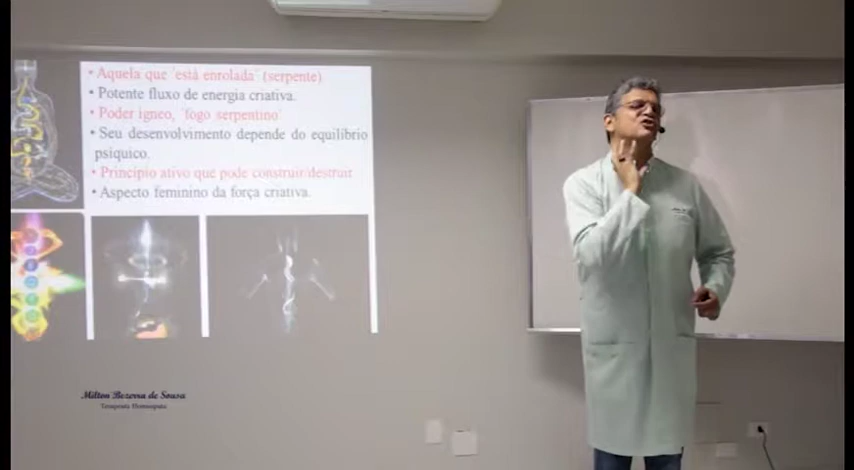 • Aquela que 'está enrolada' (serpente)
• Potente fluxo de energia criativa.
• Poder ígneo, 'fogo serpentino'
• Seu desenvolvimento depende do equilíbrio
psíquico.
• Princípio ativo que pode construir/destruir
• Aspecto feminino da força criativa.
Milton Bezerra de Sousa
Terapeuta Homeopata